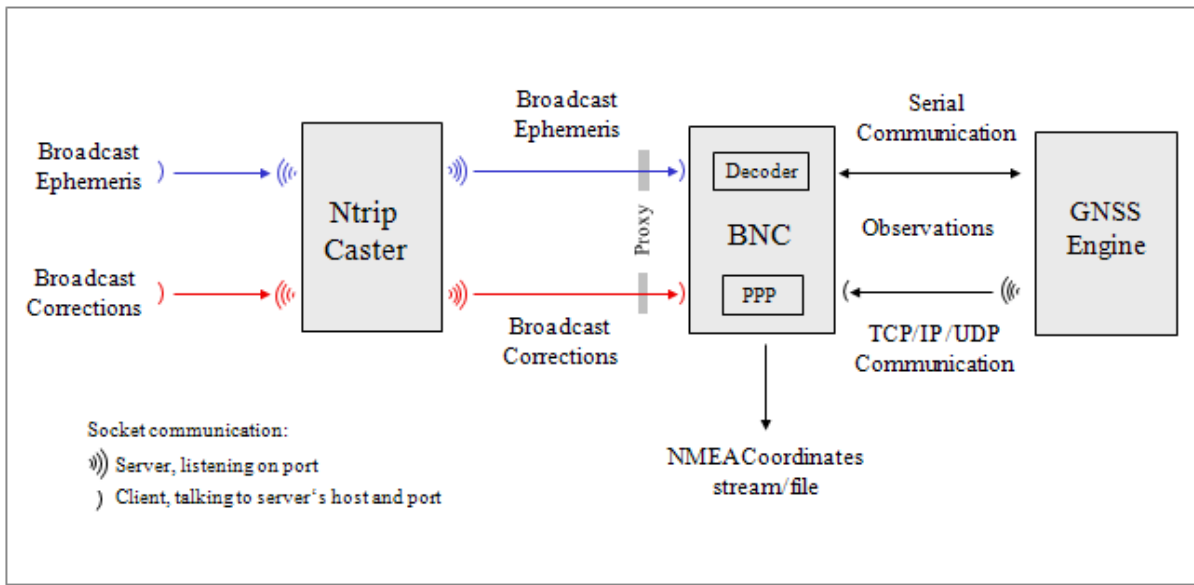 Broadcast
Ephemeris
Broadcast
Corrections
Ntrip
Caster
Broadcast
Ephemeris
Proxy
Broadcast
Corrections
Decoder
BNC
PPP
Serial
Communication
Observations
TCP/IP/UDP
Communication
GNSS
Engine
NMEA Coordinates
stream/file
Socket communication:
Server, listening on port
Client, talking to server‘s host and port